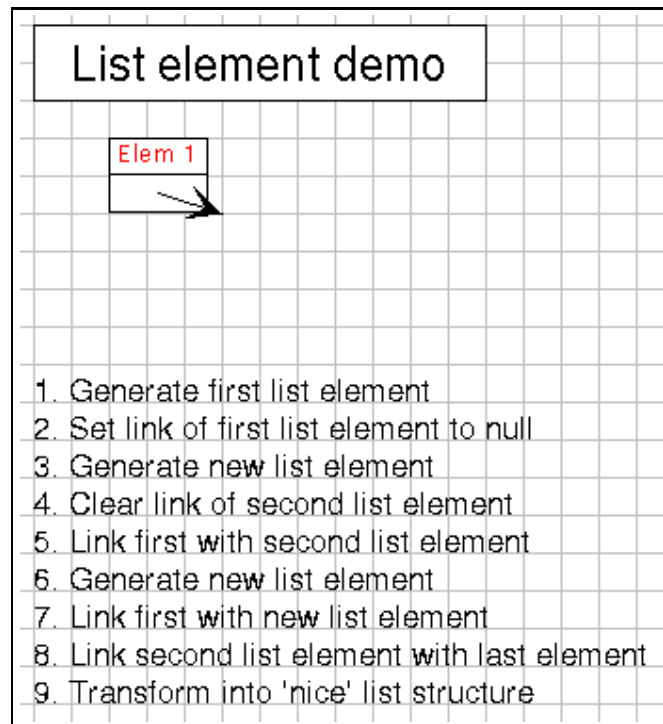 List element demo
Elem 1
1. Generate first list element
2. Set link of first list element to null
3. Generate new list element
4. Clear link of second list element
5. Link first with second list element
6. Generate new list element
7. Link first with new list element
8. Link second list element with last element
9. Transform into 'nice' list structure